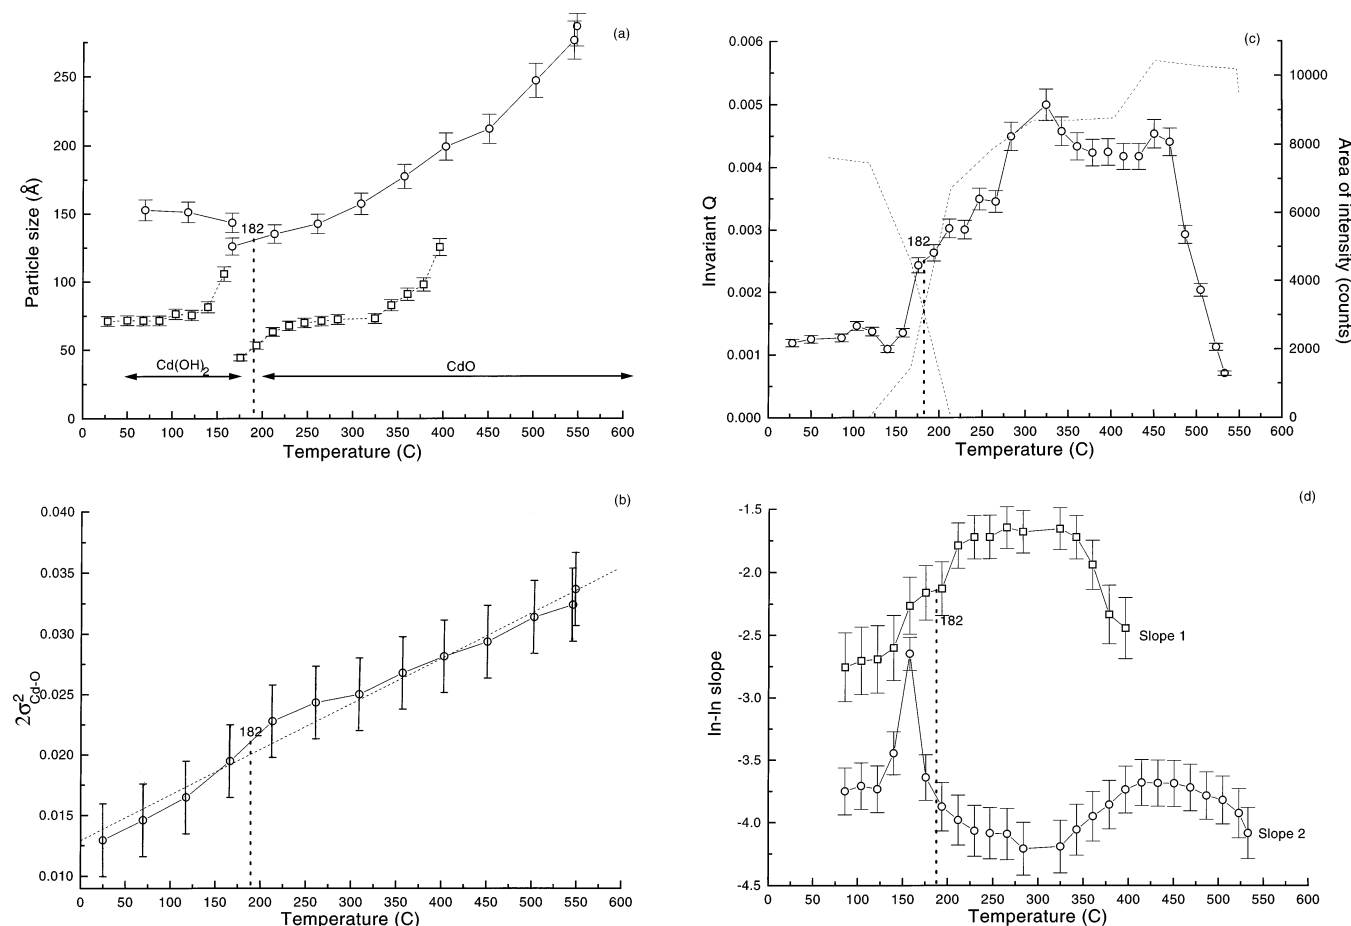 (a)
250
200
150
100
50
0
Particle size (Å)
182
Cd(OH)2
CdO
0 50 100 150 200 250 300 350 400 450 500 550 600
Temperature (C)
(c)
0.006
0.005
0.004
0.003
0.002
0.001
0.000
Invariant Q
182
10000
8000
6000
4000
2000
0
Area of intensity (counts)
0 50 100 150 200 250 300 350 400 450 500 550 600
Temperature (C)
(b)
0.040
0.035
0.030
0.025
0.020
0.015
0.010
2σ²Cd-O
182
0 50 100 150 200 250 300 350 400 450 500 550 600
Temperature (C)
(d)
-1.5
-2.0
-2.5
-3.0
-3.5
-4.0
-4.5
ln-ln slope
182
Slope 1
Slope 2
0 50 100 150 200 250 300 350 400 450 500 550 600
Temperature (C)